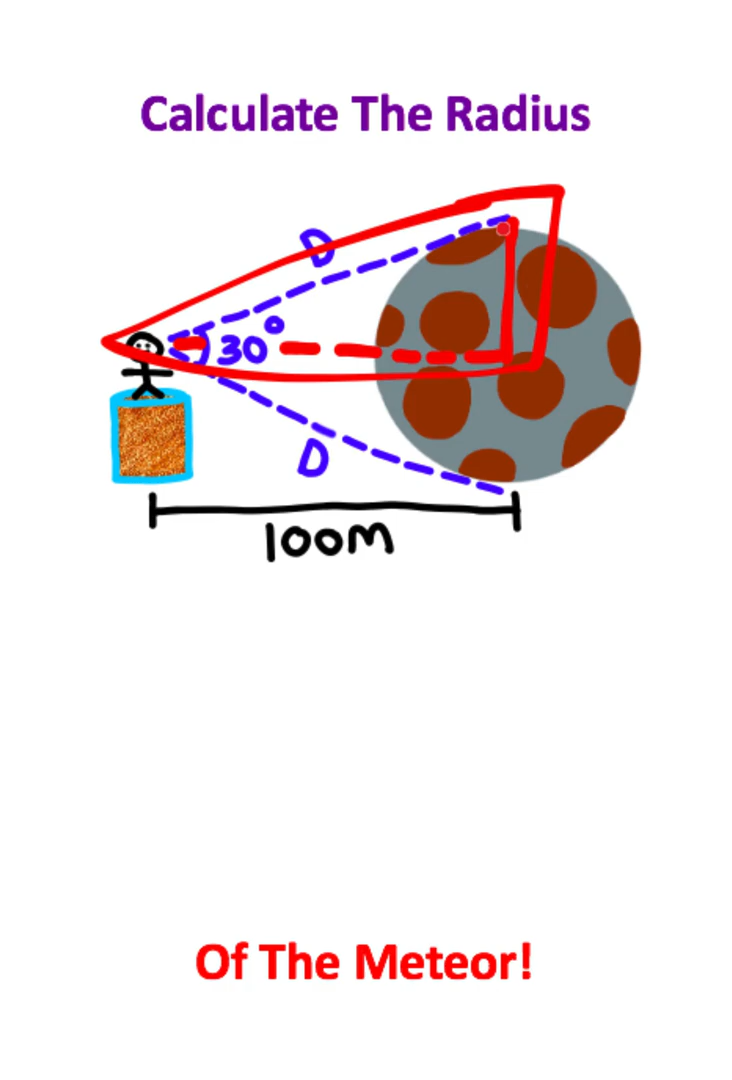 Calculate The Radius
D
30°
D
100M
Of The Meteor!